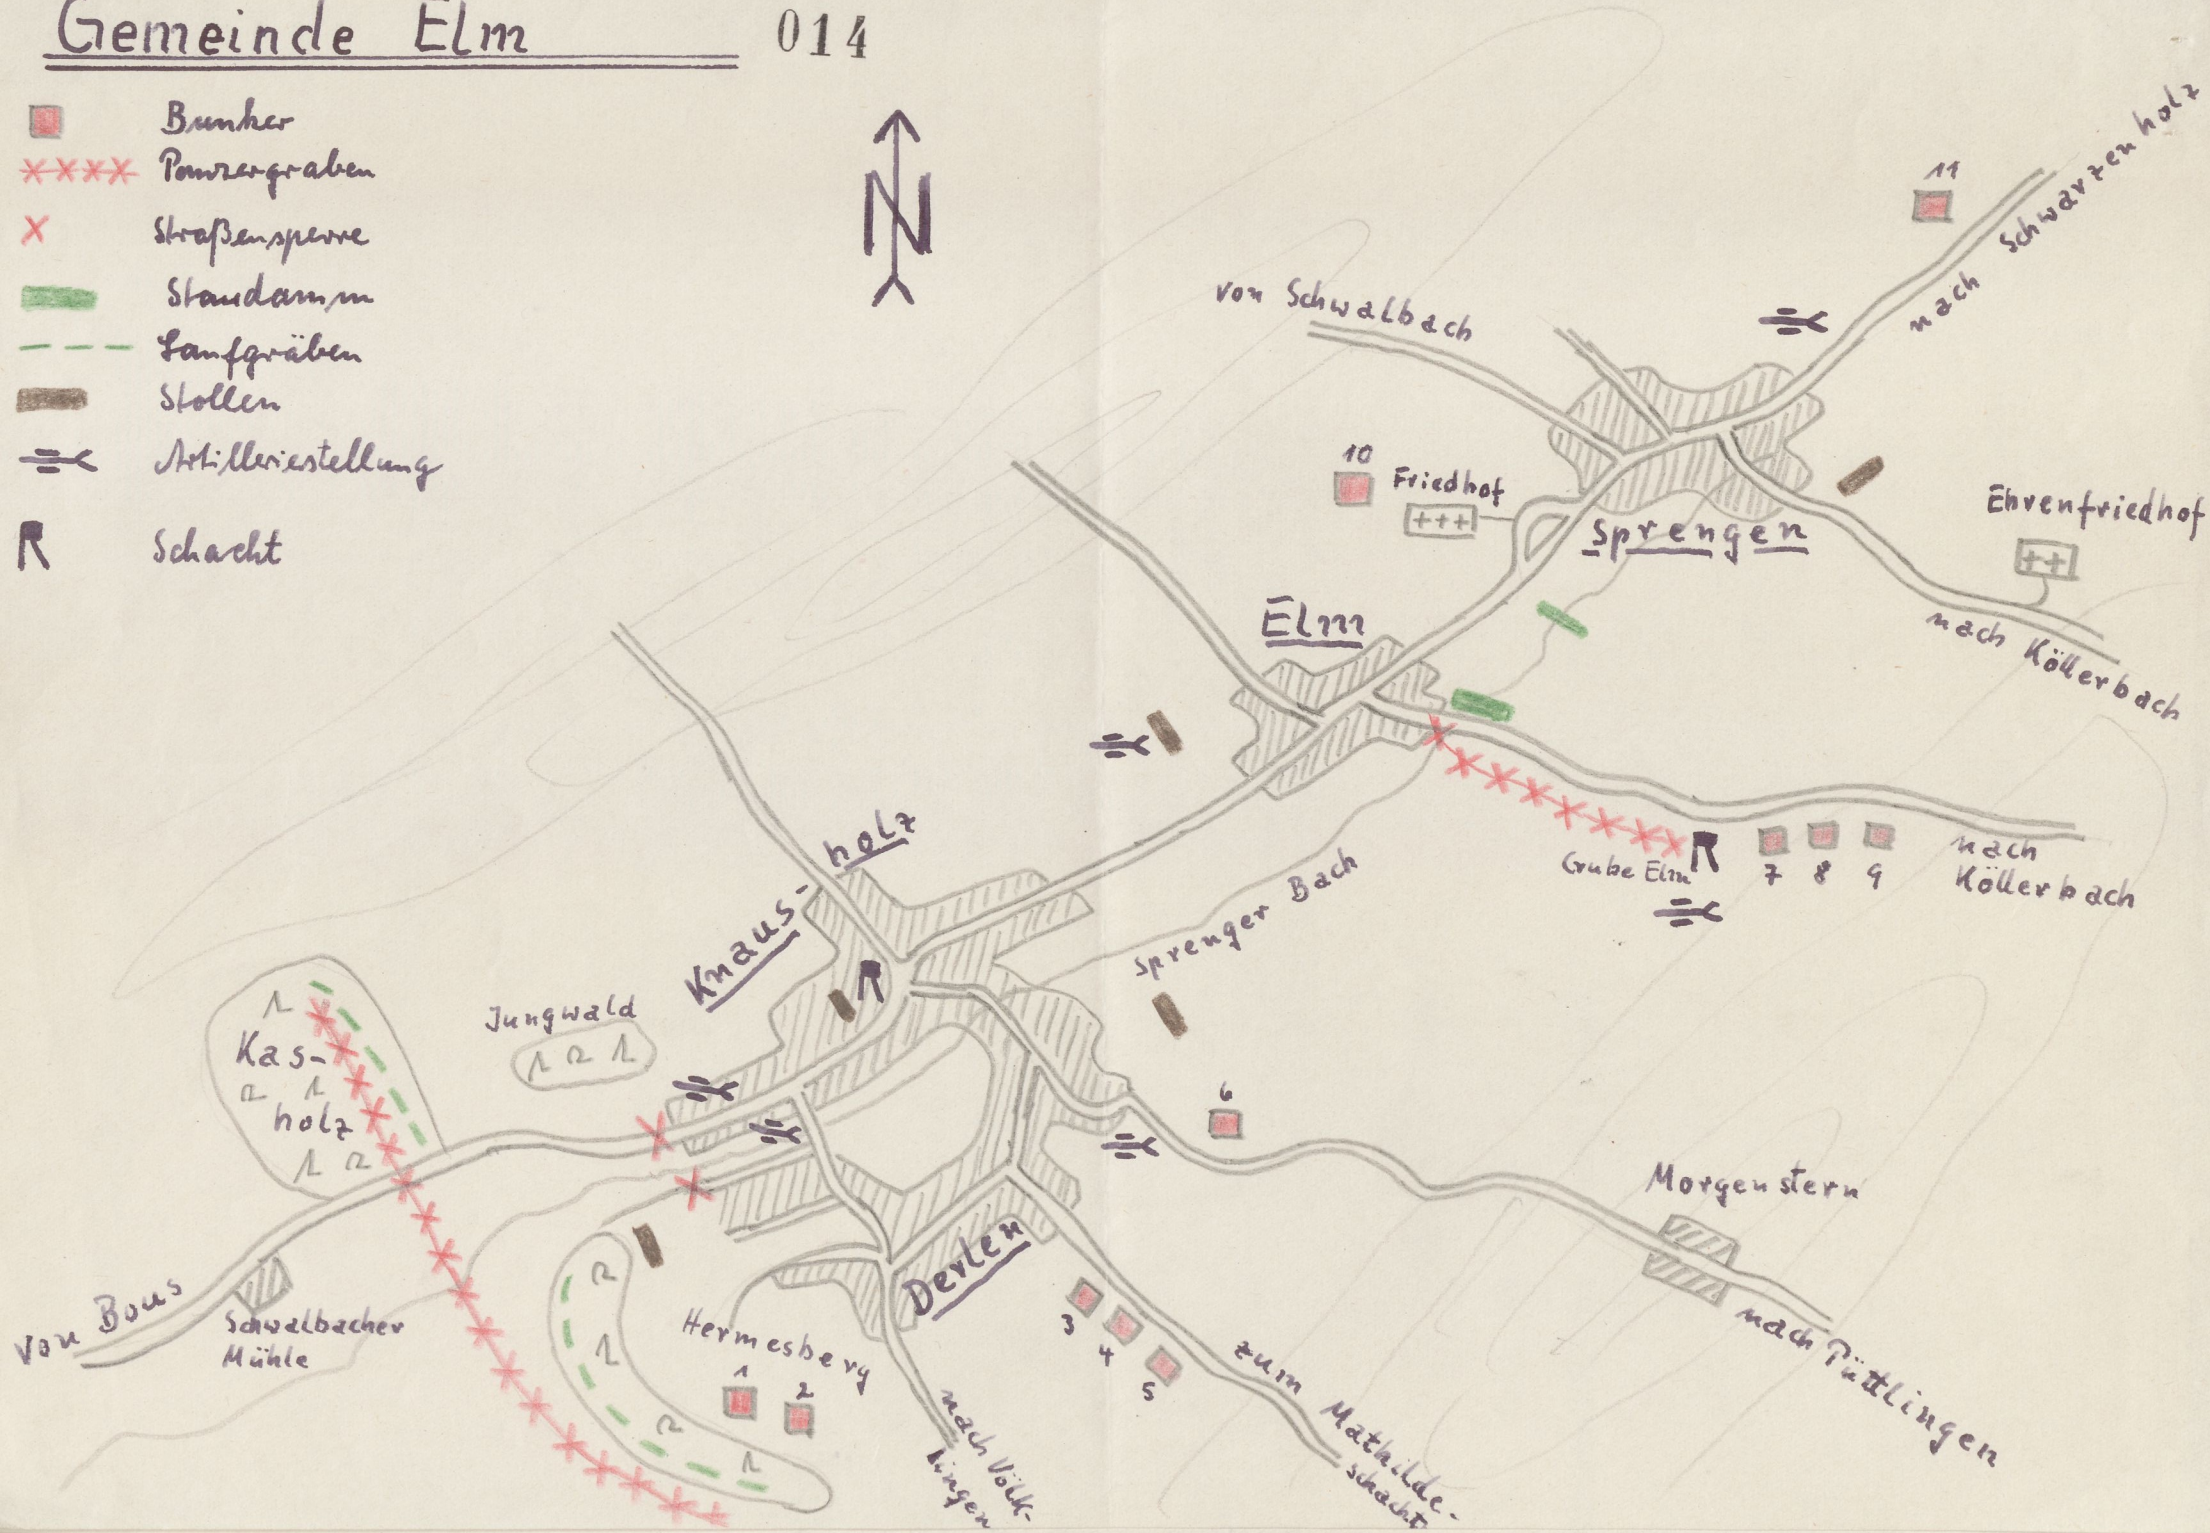 Gemeinde Elm
014
Bunker
Panzergraben
Straßensperre
Staudamm
Laufgräben
Stollen
Artilleriestellung
Schacht
N
11
nach Schwarzenholz
von Schwalbach
10
Friedhof
Sprengen
Ehrenfriedhof
nach Köllerbach
Elm
Grube Elm
7
8
9
nach
Köllerbach
Sprenger Bach
Knaus-
holz
Jungwald
Kas-
holz
6
Morgenstern
nach Püttlingen
von Bous
Schwalbacher
Mühle
Derlen
Hermesberg
1
2
3
4
5
nach Völk-
lingen
zum Mathilde-
schacht